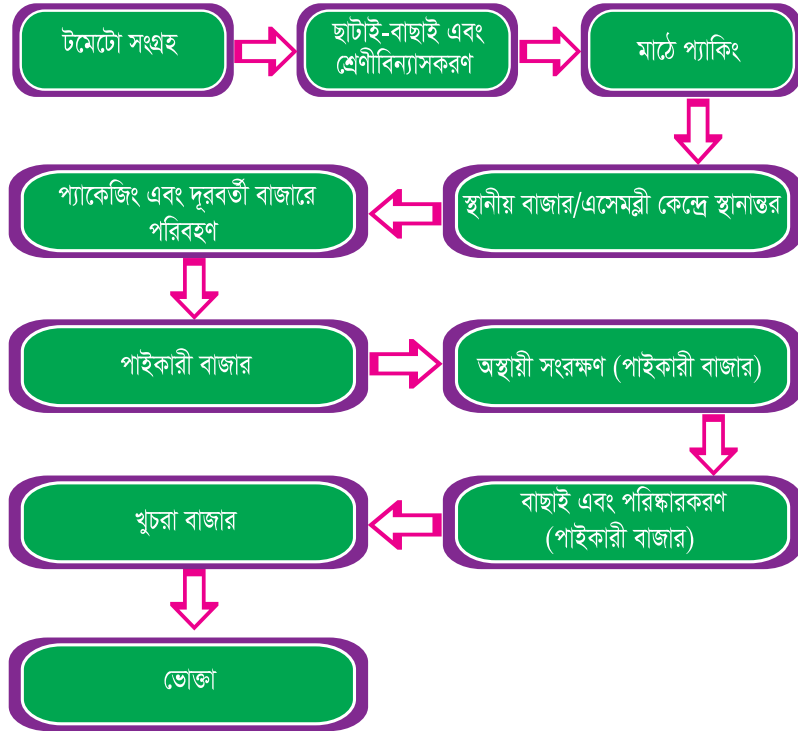 টমেটো সংগ্রহ
ছাটাই-বাছাই এবং
শ্রেণীবিন্যাসকরণ
মাঠে প্যাকিং
স্থানীয় বাজার/এসেমব্লী কেন্দ্রে স্থানান্তর
প্যাকেজিং এবং দূরবর্তী বাজারে
পরিবহণ
পাইকারী বাজার
অস্থায়ী সংরক্ষণ (পাইকারী বাজার)
বাছাই এবং পরিষ্কারকরণ
(পাইকারী বাজার)
খুচরা বাজার
ভোক্তা